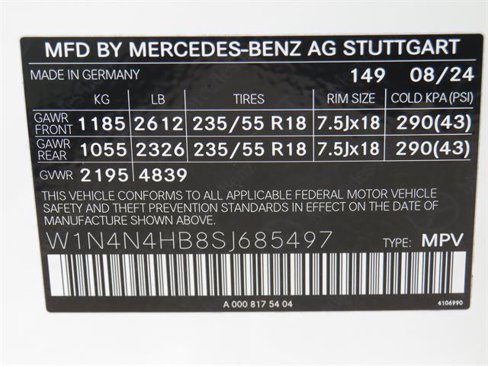 MFD BY MERCEDES-BENZ AG STUTTGART
MADE IN GERMANY 149 08/24
KG LB TIRES RIM SIZE COLD KPA(PSI)
GAWR FRONT 1185 2612 235/55 R18 7.5Jx18 290(43)
GAWR REAR 1055 2326 235/55 R18 7.5Jx18 290(43)
GVWR 2195 4839
THIS VEHICLE CONFORMS TO ALL APPLICABLE FEDERAL MOTOR VEHICLE
SAFETY AND THEFT PREVENTION STANDARDS IN EFFECT ON THE DATE OF
MANUFACTURE SHOWN ABOVE.
W1N4N4HB8SJ685497 TYPE: MPV
A 000 817 54 04 4106990